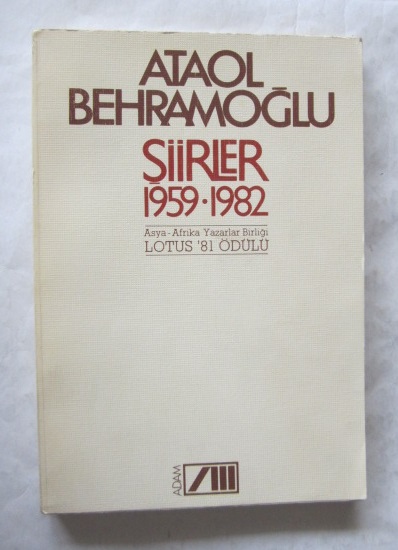 ATAOL
BEHRAMOĞLU
ŞİİRLER
1959·1982
Asya-Afrika Yazarlar Birliği
LOTUS '81 ÖDÜLÜ
ADAM